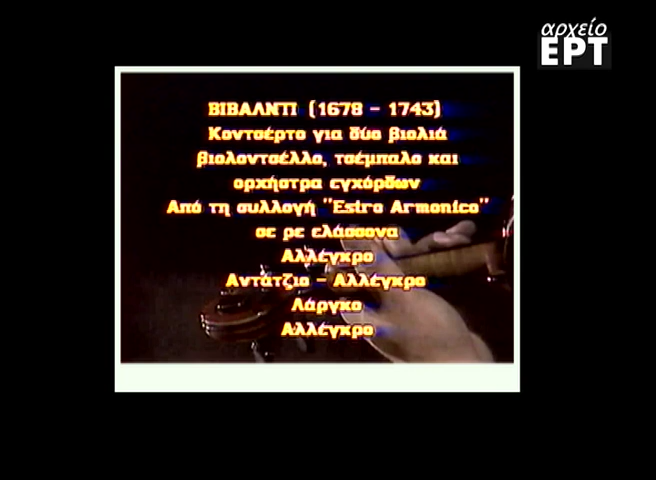 αρχείο
ΕΡΤ
ΒΙΒΑΛΝΤΙ (1678 - 1743)
Κοντσέρτο για δύο βιολιά
βιολοντσέλλο, τσέμπαλο και
ορχήστρα εγχόρδων
Από τη συλλογή "Estro Armonico"
σε ρε ελάσσονα
Αλλέγκρο
Αντάτζιο - Αλλέγκρο
Λάργκο
Αλλέγκρο